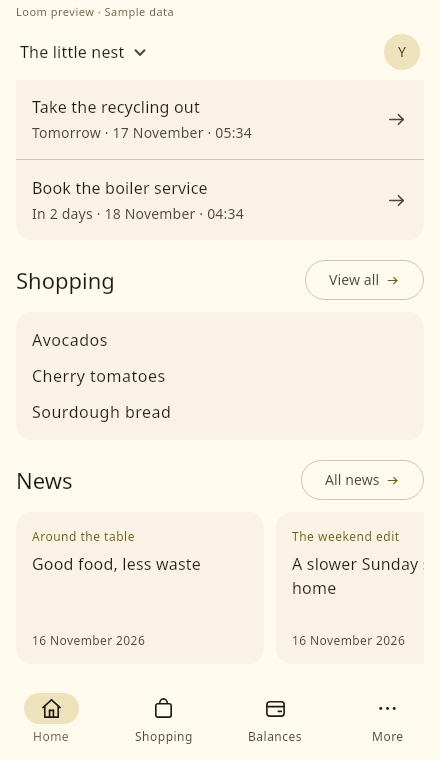 Loom preview · Sample data
The little nest
Y
Take the recycling out
Tomorrow · 17 November · 05:34
Book the boiler service
In 2 days · 18 November · 04:34
Shopping
View all
Avocados
Cherry tomatoes
Sourdough bread
News
All news
Around the table
Good food, less waste
16 November 2026
The weekend edit
A slower Sunday
home
16 November 2026
Home
Shopping
Balances
More